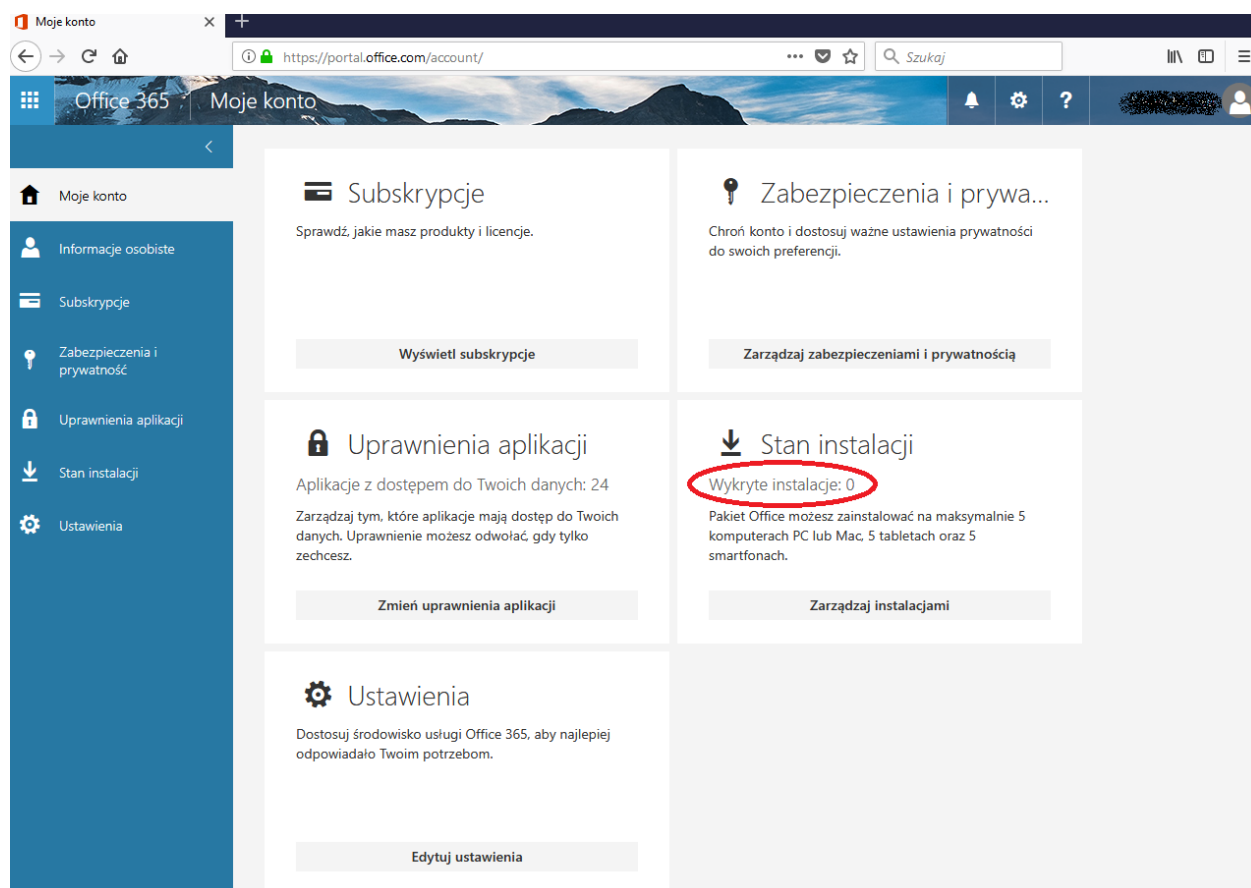 Moje konto
https://portal.office.com/account/
Szukaj
Office 365
Moje konto
Moje konto
Informacje osobiste
Subskrypcje
Zabezpieczenia i
prywatność
Uprawnienia aplikacji
Stan instalacji
Ustawienia
Subskrypcje
Sprawdź, jakie masz produkty i licencje.
Wyświetl subskrypcje
Zabezpieczenia i prywa...
Chroń konto i dostosuj ważne ustawienia prywatności
do swoich preferencji.
Zarządzaj zabezpieczeniami i prywatnością
Uprawnienia aplikacji
Aplikacje z dostępem do Twoich danych: 24
Zarządzaj tym, które aplikacje mają dostęp do Twoich
danych. Uprawnienie możesz odwołać, gdy tylko
zechcesz.
Zmień uprawnienia aplikacji
Stan instalacji
Wykryte instalacje: 0
Pakiet Office możesz zainstalować na maksymalnie 5
komputerach PC lub Mac, 5 tabletach oraz 5
smartfonach.
Zarządzaj instalacjami
Ustawienia
Dostosuj środowisko usługi Office 365, aby najlepiej
odpowiadało Twoim potrzebom.
Edytuj ustawienia